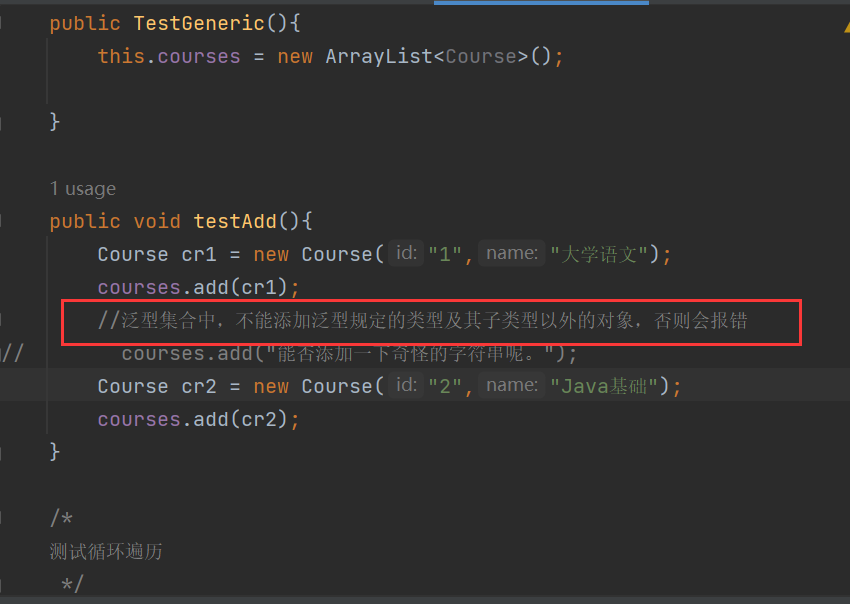 public TestGeneric(){
this.courses = new ArrayList<Course>();
}
1 usage
public void testAdd(){
Course cr1 = new Course( id: "1", name: "大学语文");
courses.add(cr1);
//泛型集合中，不能添加泛型规定的类型及其子类型以外的对象，否则会报错
// courses.add("能否添加一下奇怪的字符串呢。");
Course cr2 = new Course( id: "2", name: "Java基础");
courses.add(cr2);
}
/*
测试循环遍历
*/